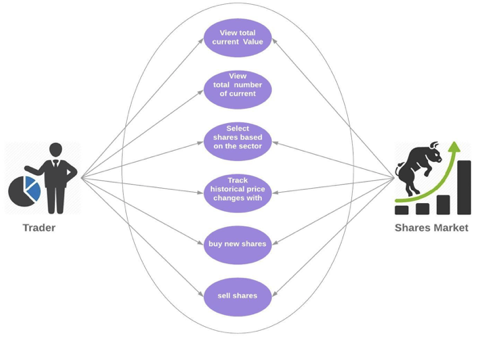 View total
current Value
View
total number
of current
Select
shares based
on the sector
Track
historical price
changes with
buy new shares
sell shares
Trader
Shares Market